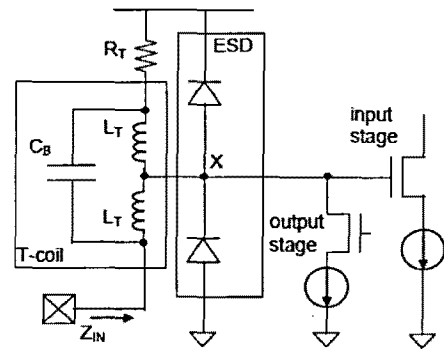 R_T
ESD
L_T
C_B
X
input
stage
L_T
output
stage
T-coil
Z_IN